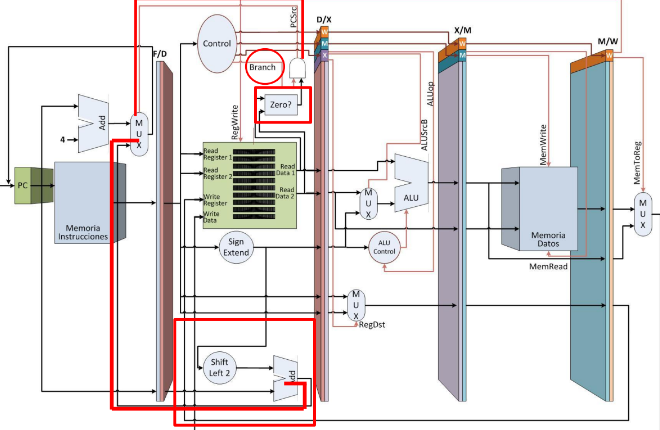 D/X
X/M
M/W
F/D
W
M
X
W
M
W
Control
PCSrc
Branch
Zero?
ALUop
ALUSrcB
RegWrite
MemWrite
MemToReg
Add
4
M
U
X
PC
Memoria
Instrucciones
Read
Register 1
Read
Register 2
Write
Register
Write
Data
Read
Data 1
Read
Data 2
M
U
X
ALU
Sign
Extend
ALU
Control
Memoria
Datos
MemRead
M
U
X
M
U
X
RegDst
Shift
Left 2
Add